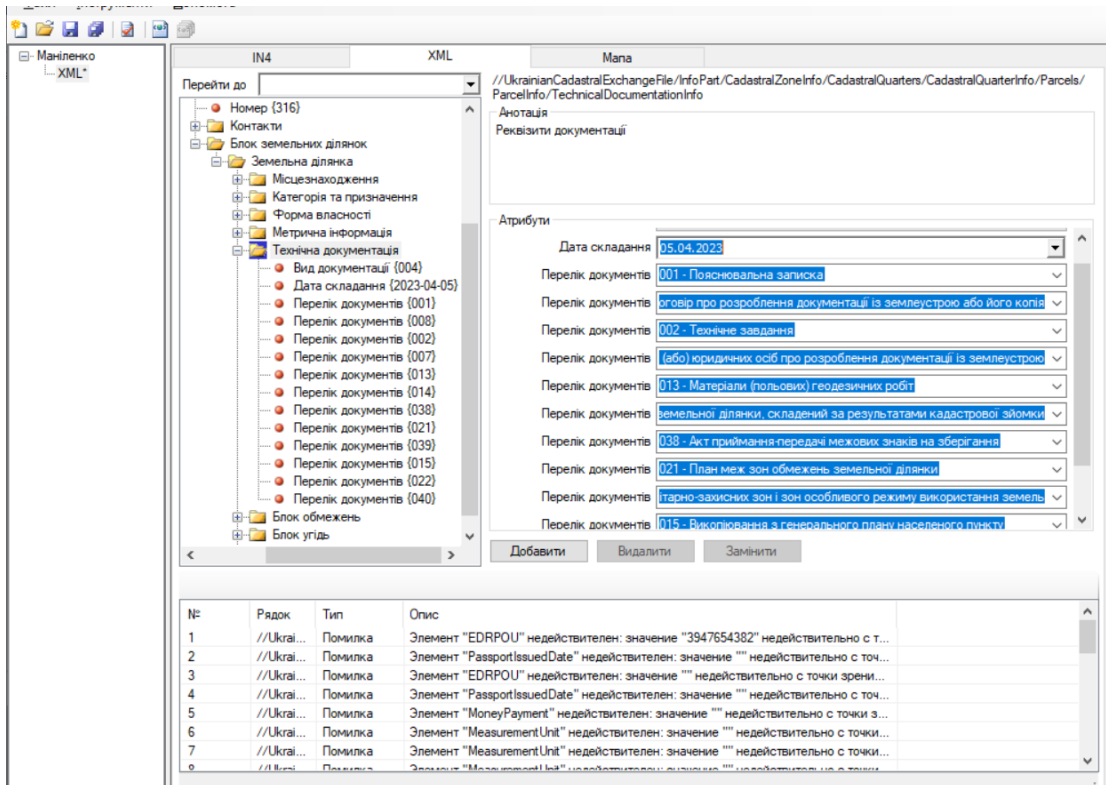 Маніленко
XML*
IN4
XML
Мапа
Перейти до
//UkrainianCadastralExchangeFile/InfoPart/CadastralZoneInfo/CadastralQuarters/CadastralQuarterInfo/Parcels/
ParcelInfo/TechnicalDocumentationInfo
Номер {316}
Контакти
Блок земельних ділянок
Земельна ділянка
Місцезнаходження
Категорія та призначення
Форма власності
Метрична інформація
Технічна документація
Вид документації {004}
Дата складання {2023-04-05}
Перелік документів {001}
Перелік документів {008}
Перелік документів {002}
Перелік документів {007}
Перелік документів {013}
Перелік документів {014}
Перелік документів {038}
Перелік документів {021}
Перелік документів {039}
Перелік документів {015}
Перелік документів {022}
Перелік документів {040}
Блок обмежень
Блок угідь
Анотація
Реквізити документації
Атрибути
Дата складання 05.04.2023
Перелік документів 001 - Пояснювальна записка
Перелік документів оговір про розроблення документації із землеустрою або його копія
Перелік документів 002 - Технічне завдання
Перелік документів (або) юридичних осіб про розроблення документації із землеустрою
Перелік документів 013 - Матеріали (польових) геодезичних робіт
Перелік документів земельної ділянки, складений за результатами кадастрової зйомки
Перелік документів 038 - Акт приймання-передачі межових знаків на зберігання
Перелік документів 021 - План меж зон обмежень земельної ділянки
Перелік документів ітарно-захисних зон і зон особливого режиму використання земель
Перелік документів 015 - Викопіювання з генерального плану населеного пункту
Добавити Видалити Замінити
№ Рядок Тип Опис
1 //Ukrai... Помилка Элемент "EDRPOU" недействителен: значение "3947654382" недействительно с т...
2 //Ukrai... Помилка Элемент "PassportIssuedDate" недействителен: значение "" недействительно с точ...
3 //Ukrai... Помилка Элемент "EDRPOU" недействителен: значение "" недействительно с точки зрени...
4 //Ukrai... Помилка Элемент "PassportIssuedDate" недействителен: значение "" недействительно с точ...
5 //Ukrai... Помилка Элемент "MoneyPayment" недействителен: значение "" недействительно с точки з...
6 //Ukrai... Помилка Элемент "MeasurementUnit" недействителен: значение "" недействительно с точки...
7 //Ukrai... Помилка Элемент "MeasurementUnit" недействителен: значение "" недействительно с точки...